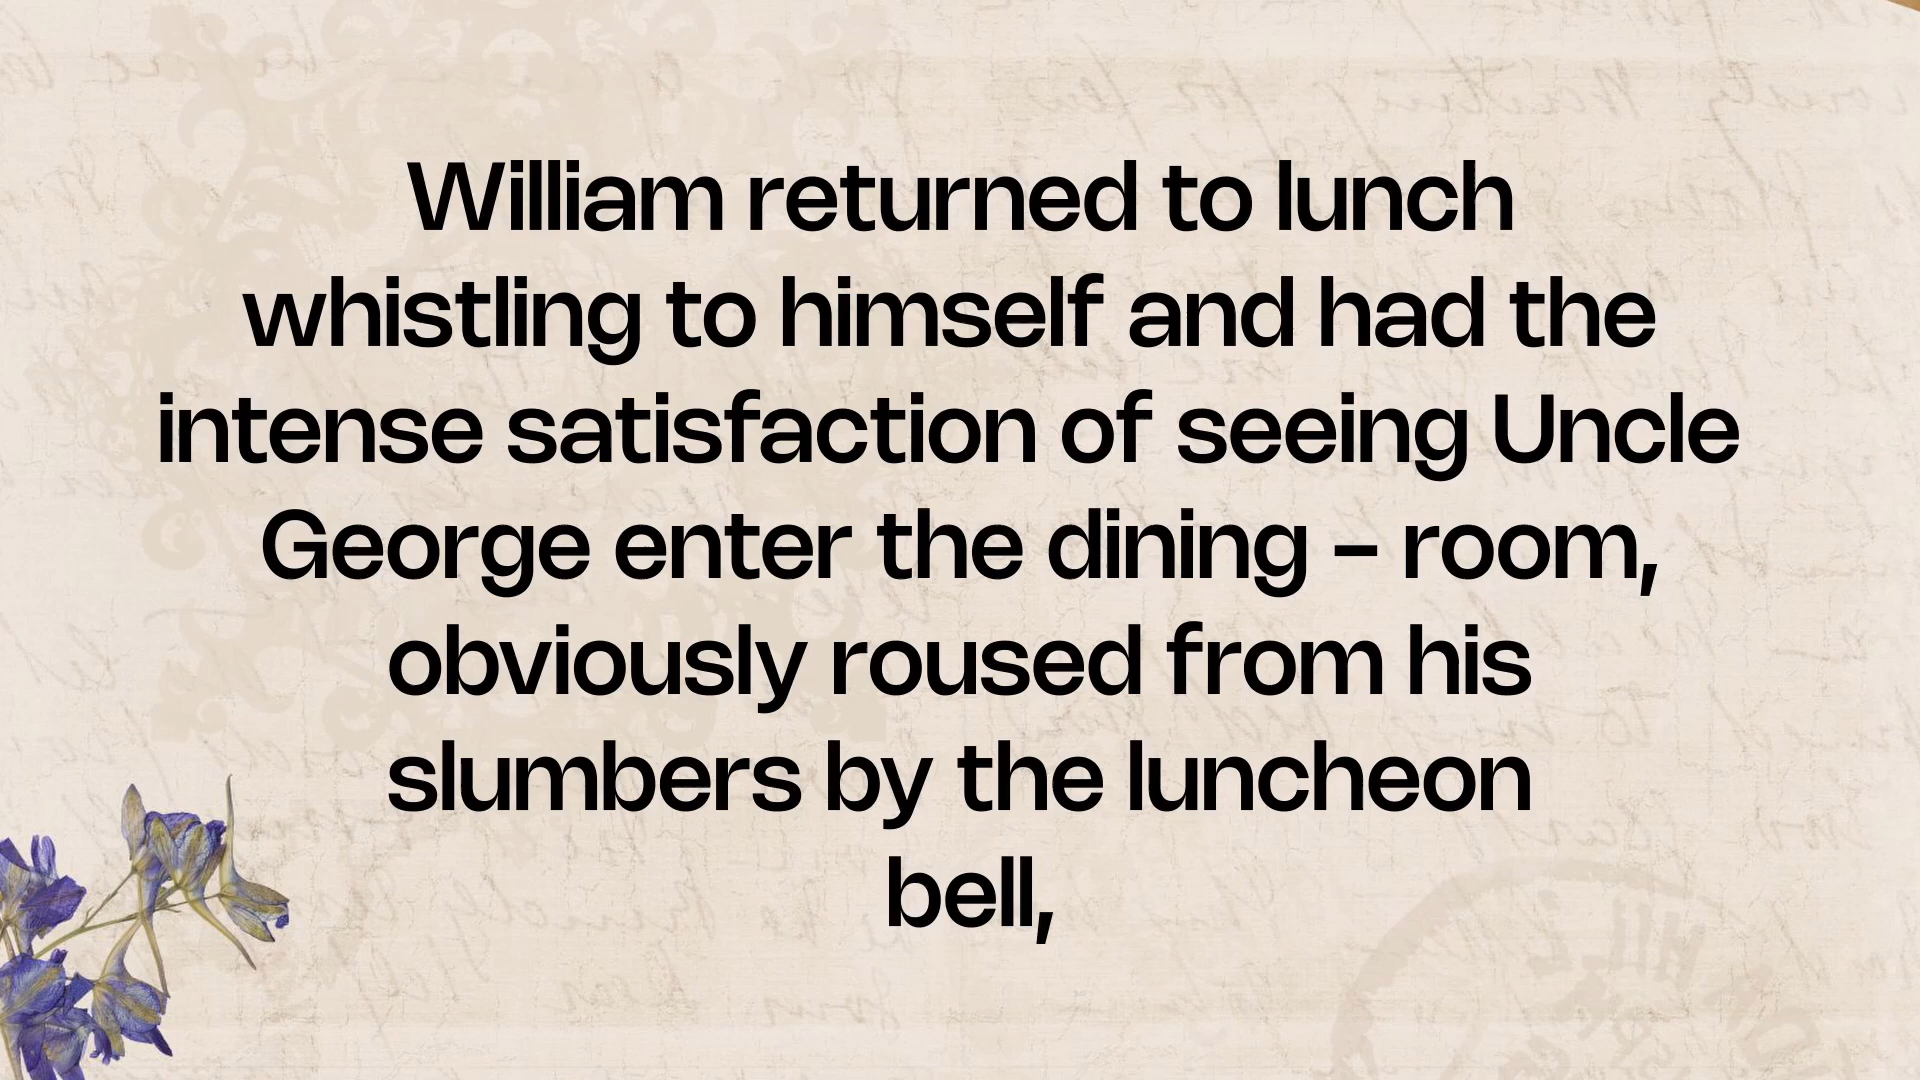 William returned to lunch
whistling to himself and had the
intense satisfaction of seeing Uncle
George enter the dining – room,
obviously roused from his
slumbers by the luncheon
bell,